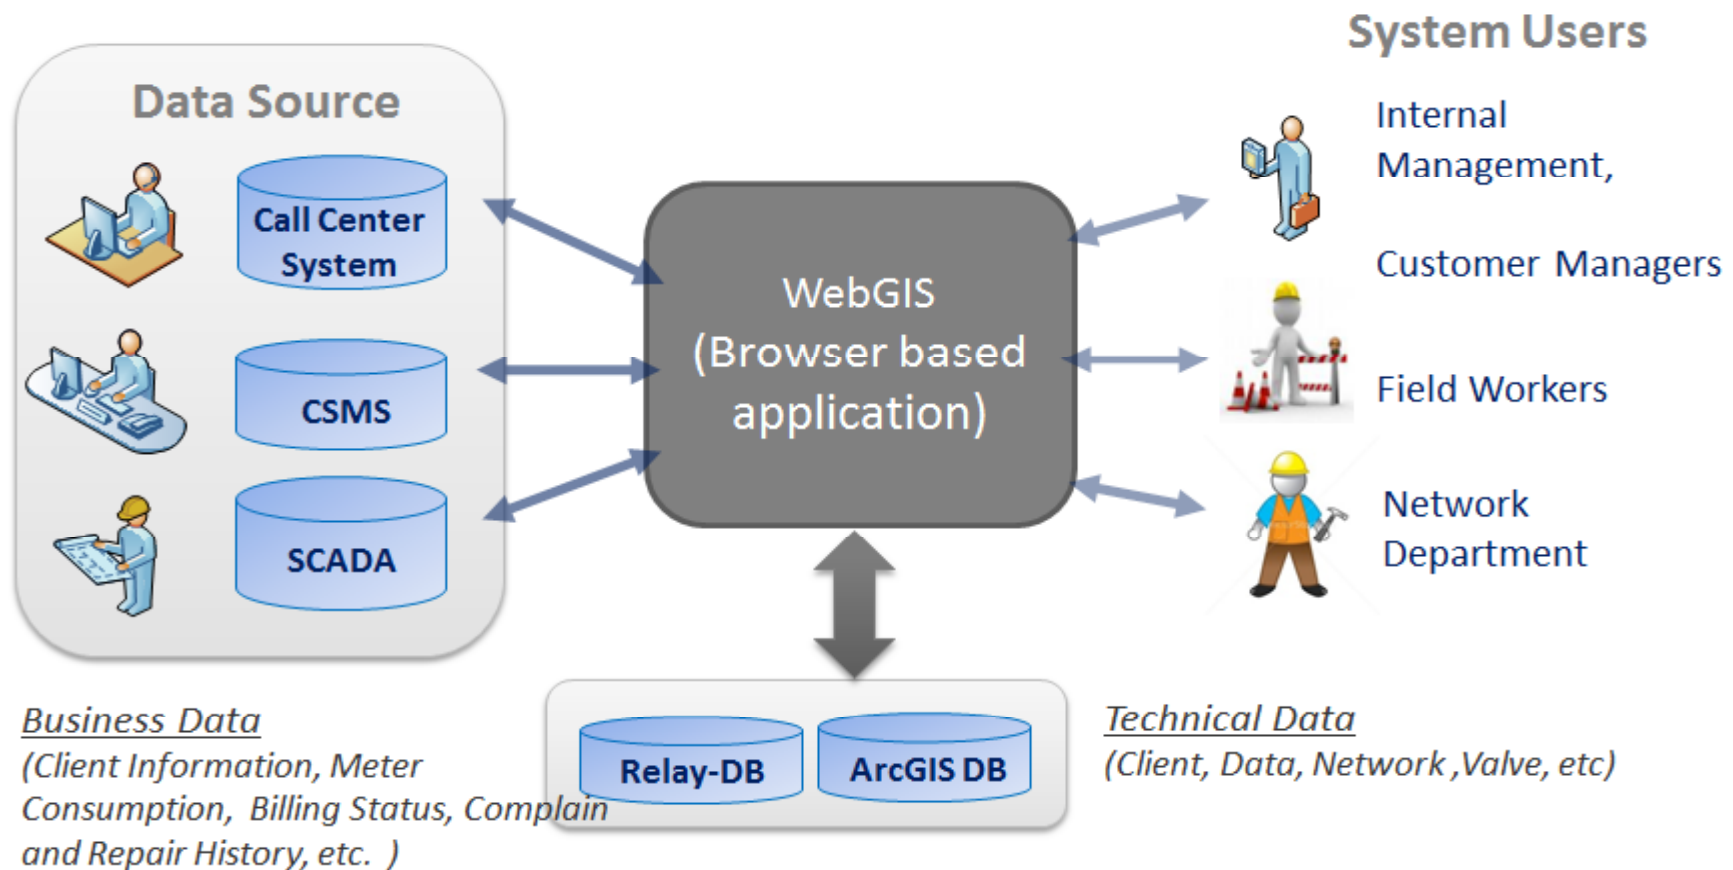 System Users
Data Source
Internal
Management,
Call Center
System
Customer Managers
WebGIS
(Browser based
application)
CSMS
Field Workers
SCADA
Network
Department
Business Data
(Client Information, Meter
Consumption, Billing Status, Complain
and Repair History, etc. )
Relay-DB
ArcGIS DB
Technical Data
(Client, Data, Network ,Valve, etc)